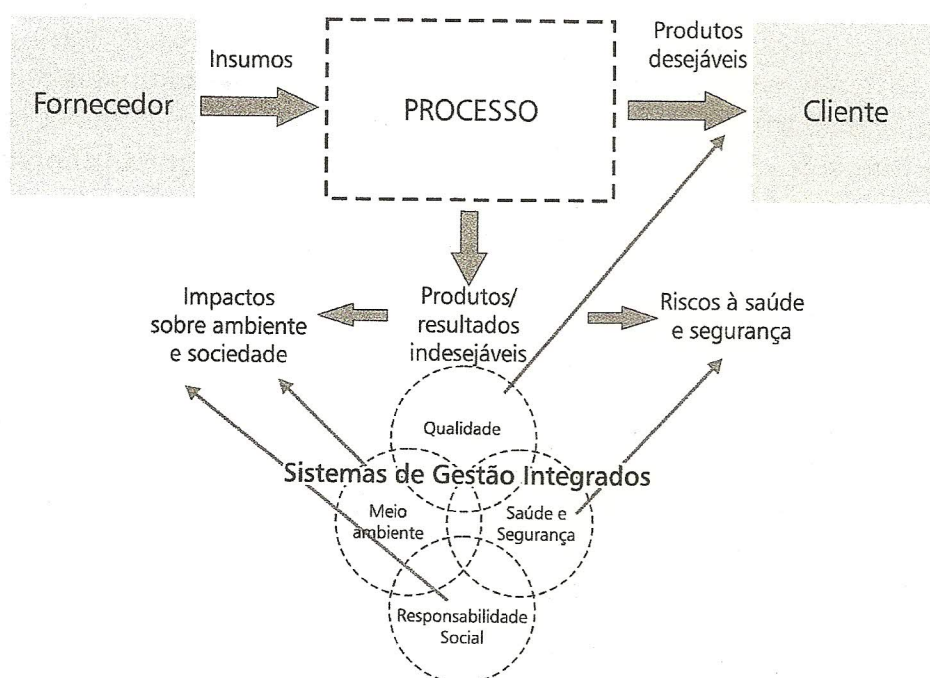 Fornecedor
Insumos
PROCESSO
Produtos
desejáveis
Cliente
Impactos
sobre ambiente
e sociedade
Produtos/
resultados
indesejáveis
Riscos à saúde
e segurança
Qualidade
Sistemas de Gestão Integrados
Meio
ambiente
Saúde e
Segurança
Responsabilidade
Social